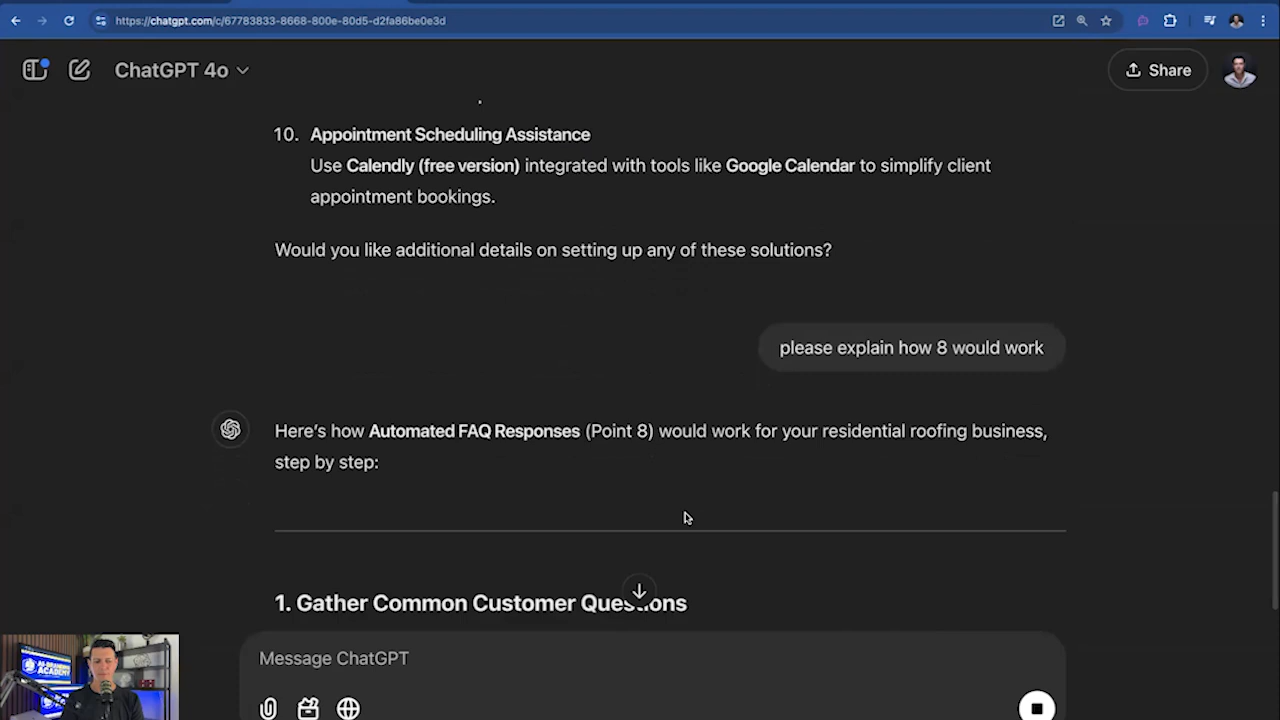 https://chatgpt.com/c/67783833-8668-800e-80d5-d2fa86be0e3d
ChatGPT 4o
Share
10. Appointment Scheduling Assistance
Use Calendly (free version) integrated with tools like Google Calendar to simplify client
appointment bookings.
Would you like additional details on setting up any of these solutions?
please explain how 8 would work
Here's how Automated FAQ Responses (Point 8) would work for your residential roofing business,
step by step:
1. Gather Common Customer Questions
Message ChatGPT
AI BRANDING
ACADEMY